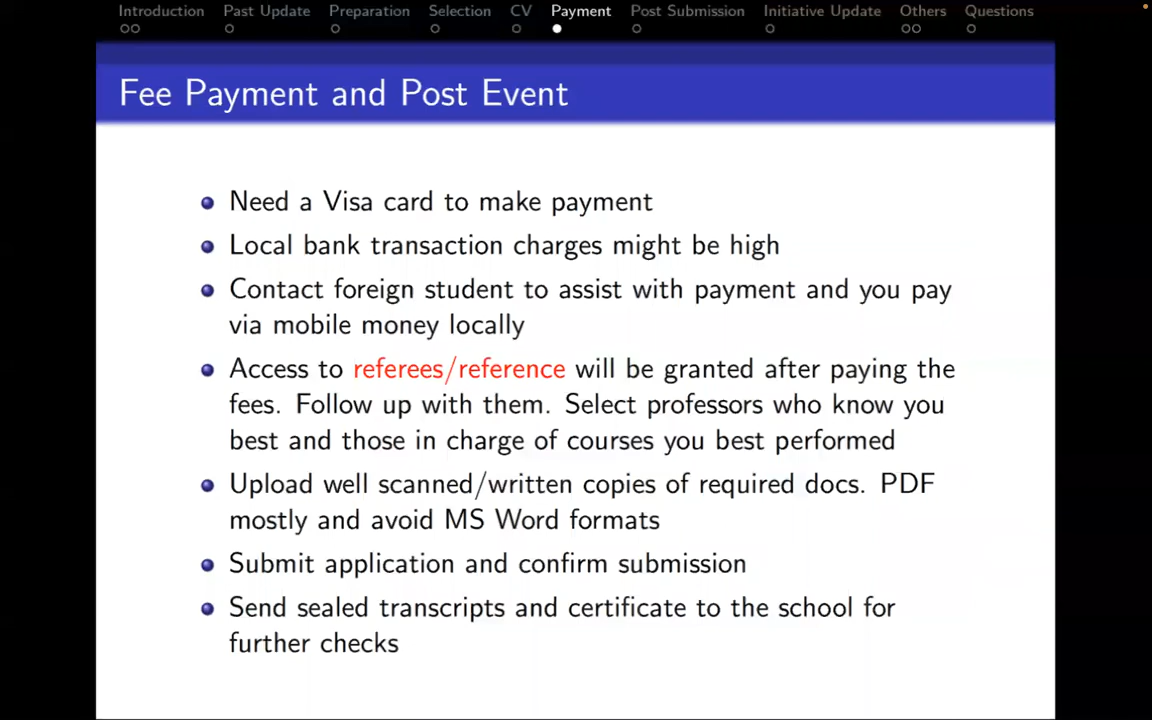 Introduction Past Update Preparation Selection CV Payment Post Submission Initiative Update Others Questions
Fee Payment and Post Event
Need a Visa card to make payment
Local bank transaction charges might be high
Contact foreign student to assist with payment and you pay
via mobile money locally
Access to referees/reference will be granted after paying the
fees. Follow up with them. Select professors who know you
best and those in charge of courses you best performed
Upload well scanned/written copies of required docs. PDF
mostly and avoid MS Word formats
Submit application and confirm submission
Send sealed transcripts and certificate to the school for
further checks